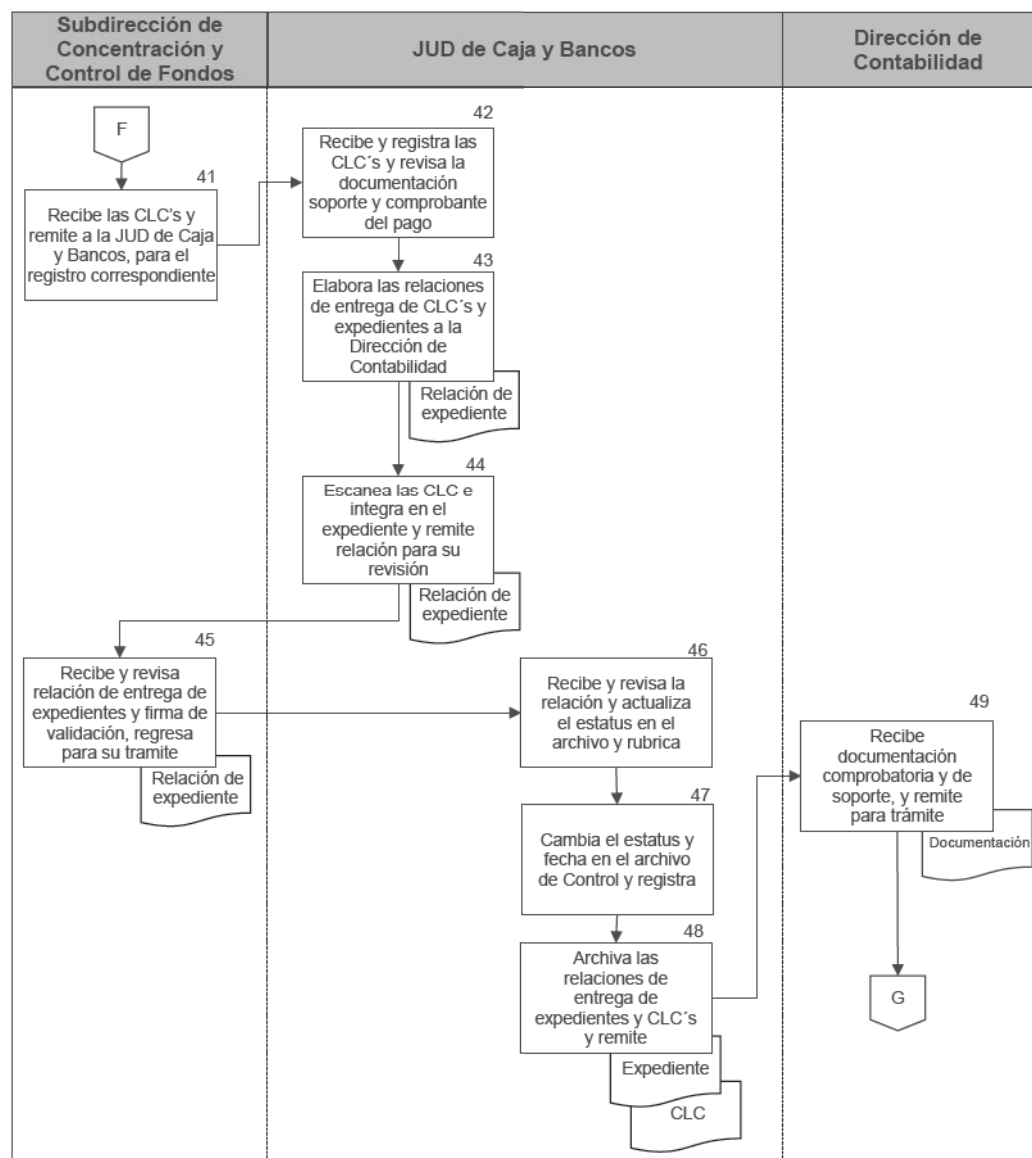 Subdirección de
Concentración y
Control de Fondos
JUD de Caja y Bancos
Dirección de
Contabilidad
F
41
Recibe las CLC's y
remite a la JUD de Caja
y Bancos, para el
registro correspondiente
42
Recibe y registra las
CLC´s y revisa la
documentación
soporte y comprobante
del pago
43
Elabora las relaciones
de entrega de CLC´s y
expedientes a la
Dirección de
Contabilidad
Relación de
expediente
44
Escanea las CLC e
integra en el
expediente y remite
relación para su
revisión
Relación de
expediente
45
Recibe y revisa
relación de entrega de
expedientes y firma de
validación, regresa
para su tramite
Relación de
expediente
46
Recibe y revisa la
relación y actualiza
el estatus en el
archivo y rubrica
47
Cambia el estatus y
fecha en el archivo
de Control y registra
48
Archiva las
relaciones de
entrega de
expedientes y CLC´s
y remite
Expediente
CLC
49
Recibe
documentación
comprobatoria y de
soporte, y remite
para trámite
Documentación
G